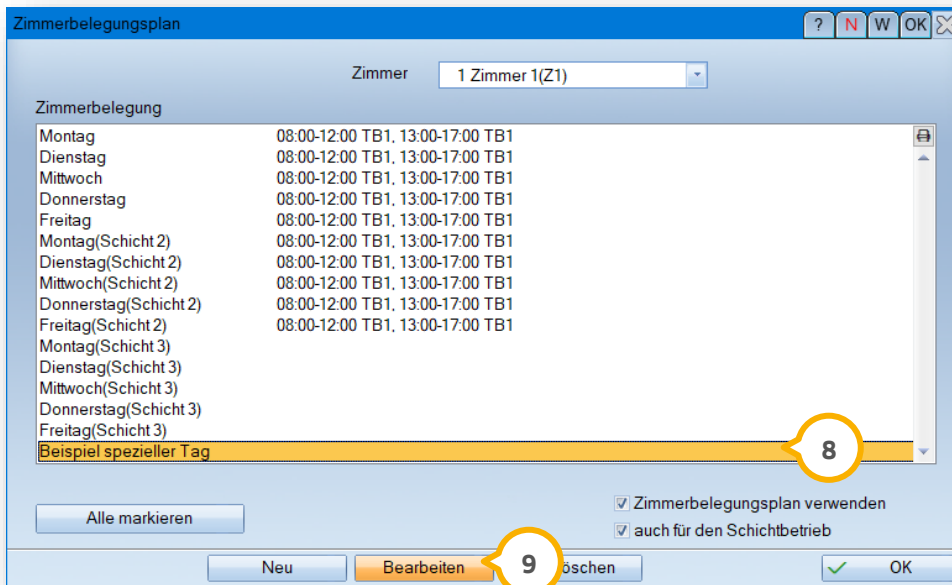 Zimmerbelegungsplan ? N W OK
Zimmer 1 Zimmer 1(Z1)
Zimmerbelegung
Montag 08:00-12:00 TB1, 13:00-17:00 TB1
Dienstag 08:00-12:00 TB1, 13:00-17:00 TB1
Mittwoch 08:00-12:00 TB1, 13:00-17:00 TB1
Donnerstag 08:00-12:00 TB1, 13:00-17:00 TB1
Freitag 08:00-12:00 TB1, 13:00-17:00 TB1
Montag(Schicht 2) 08:00-12:00 TB1, 13:00-17:00 TB1
Dienstag(Schicht 2) 08:00-12:00 TB1, 13:00-17:00 TB1
Mittwoch(Schicht 2) 08:00-12:00 TB1, 13:00-17:00 TB1
Donnerstag(Schicht 2) 08:00-12:00 TB1, 13:00-17:00 TB1
Freitag(Schicht 2) 08:00-12:00 TB1, 13:00-17:00 TB1
Montag(Schicht 3)
Dienstag(Schicht 3)
Mittwoch(Schicht 3)
Donnerstag(Schicht 3)
Freitag(Schicht 3)
Beispiel spezieller Tag 8
Zimmerbelegungsplan verwenden
Alle markieren
auch für den Schichtbetrieb
Neu Bearbeiten 9 öschen OK